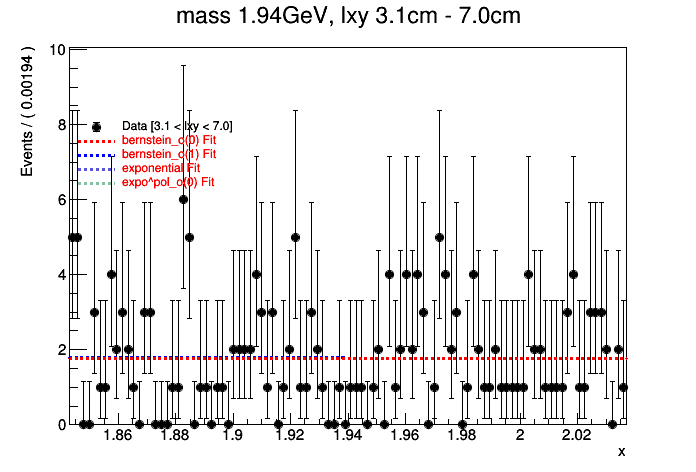 mass 1.94GeV, lxy 3.1cm - 7.0cm
Events / ( 0.00194 )
10
8
6
4
2
0
Data [3.1 < lxy < 7.0]
bernstein_o(0) Fit
bernstein_o(1) Fit
exponential Fit
expo^pol_o(0) Fit
1.86 1.88 1.9 1.92 1.94 1.96 1.98 2 2.02
x